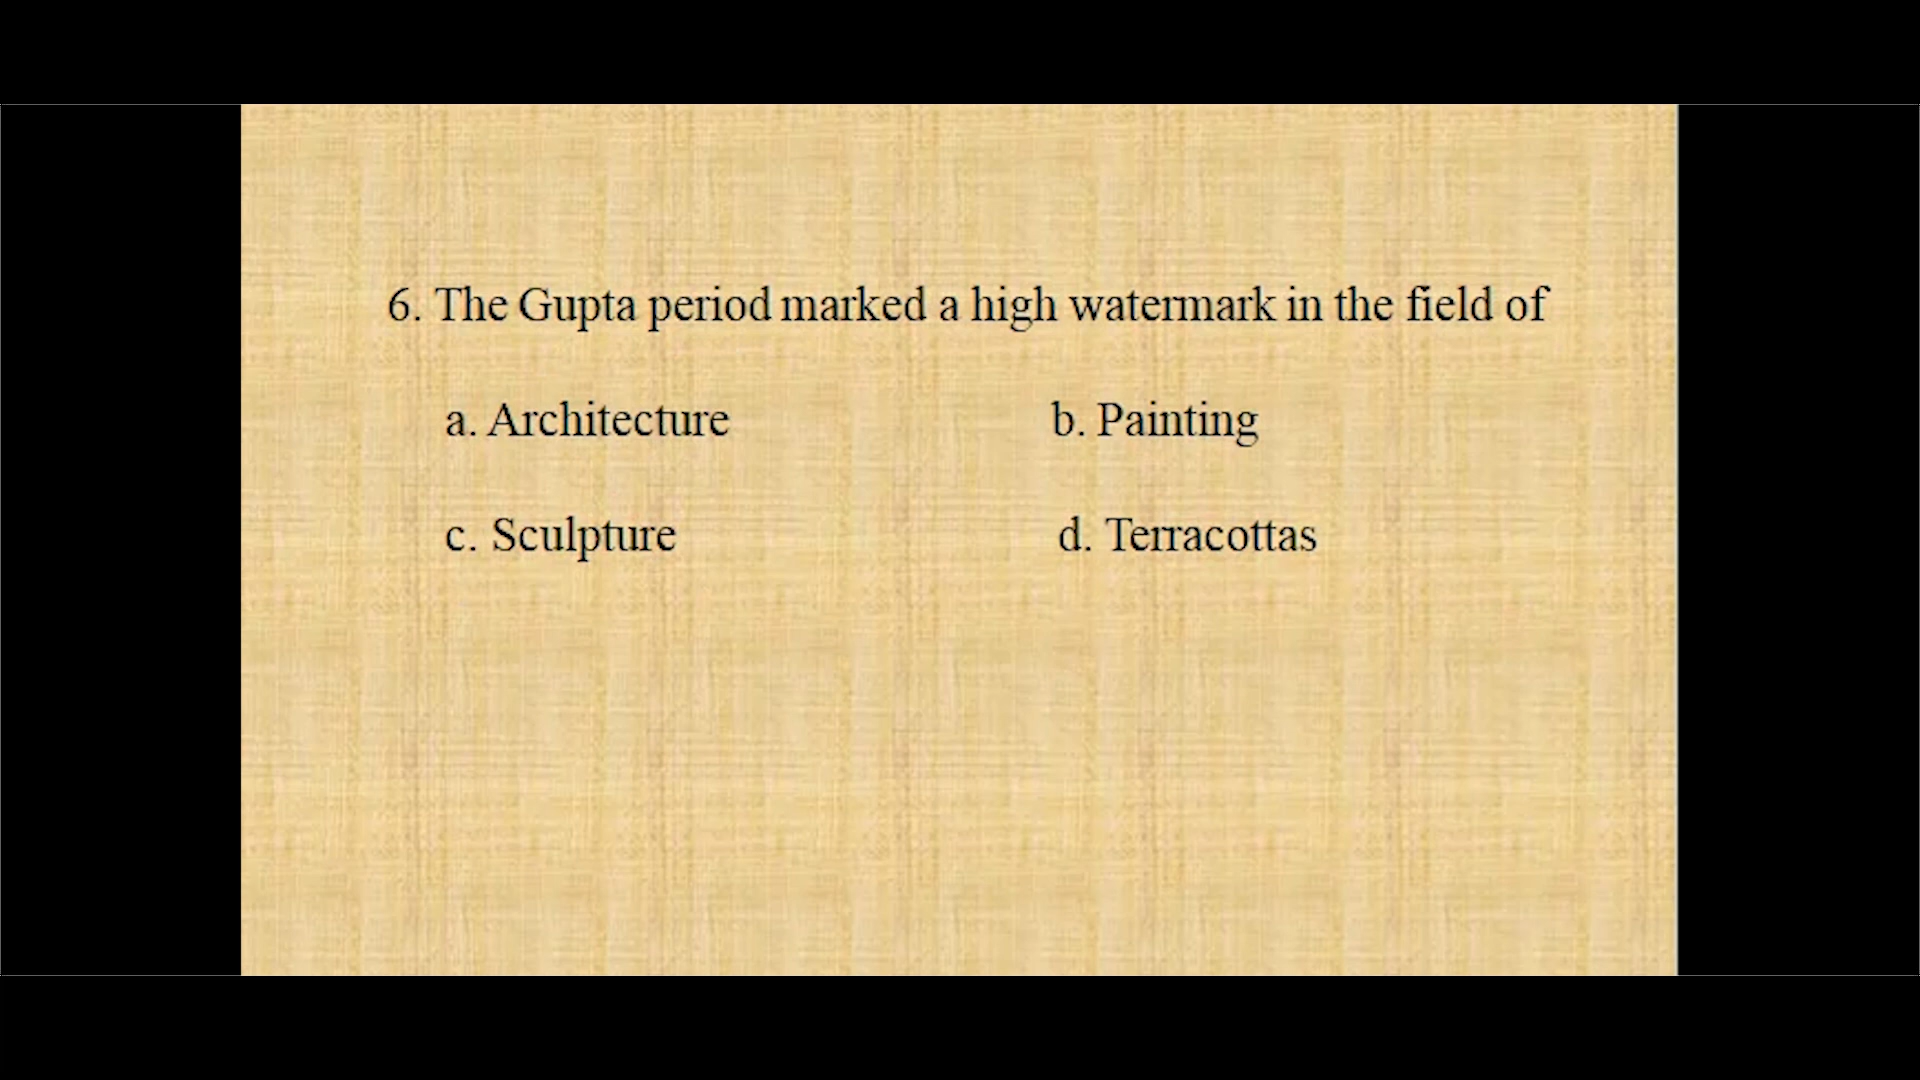 6. The Gupta period marked a high watermark in the field of
a. Architecture b. Painting
c. Sculpture d. Terracottas